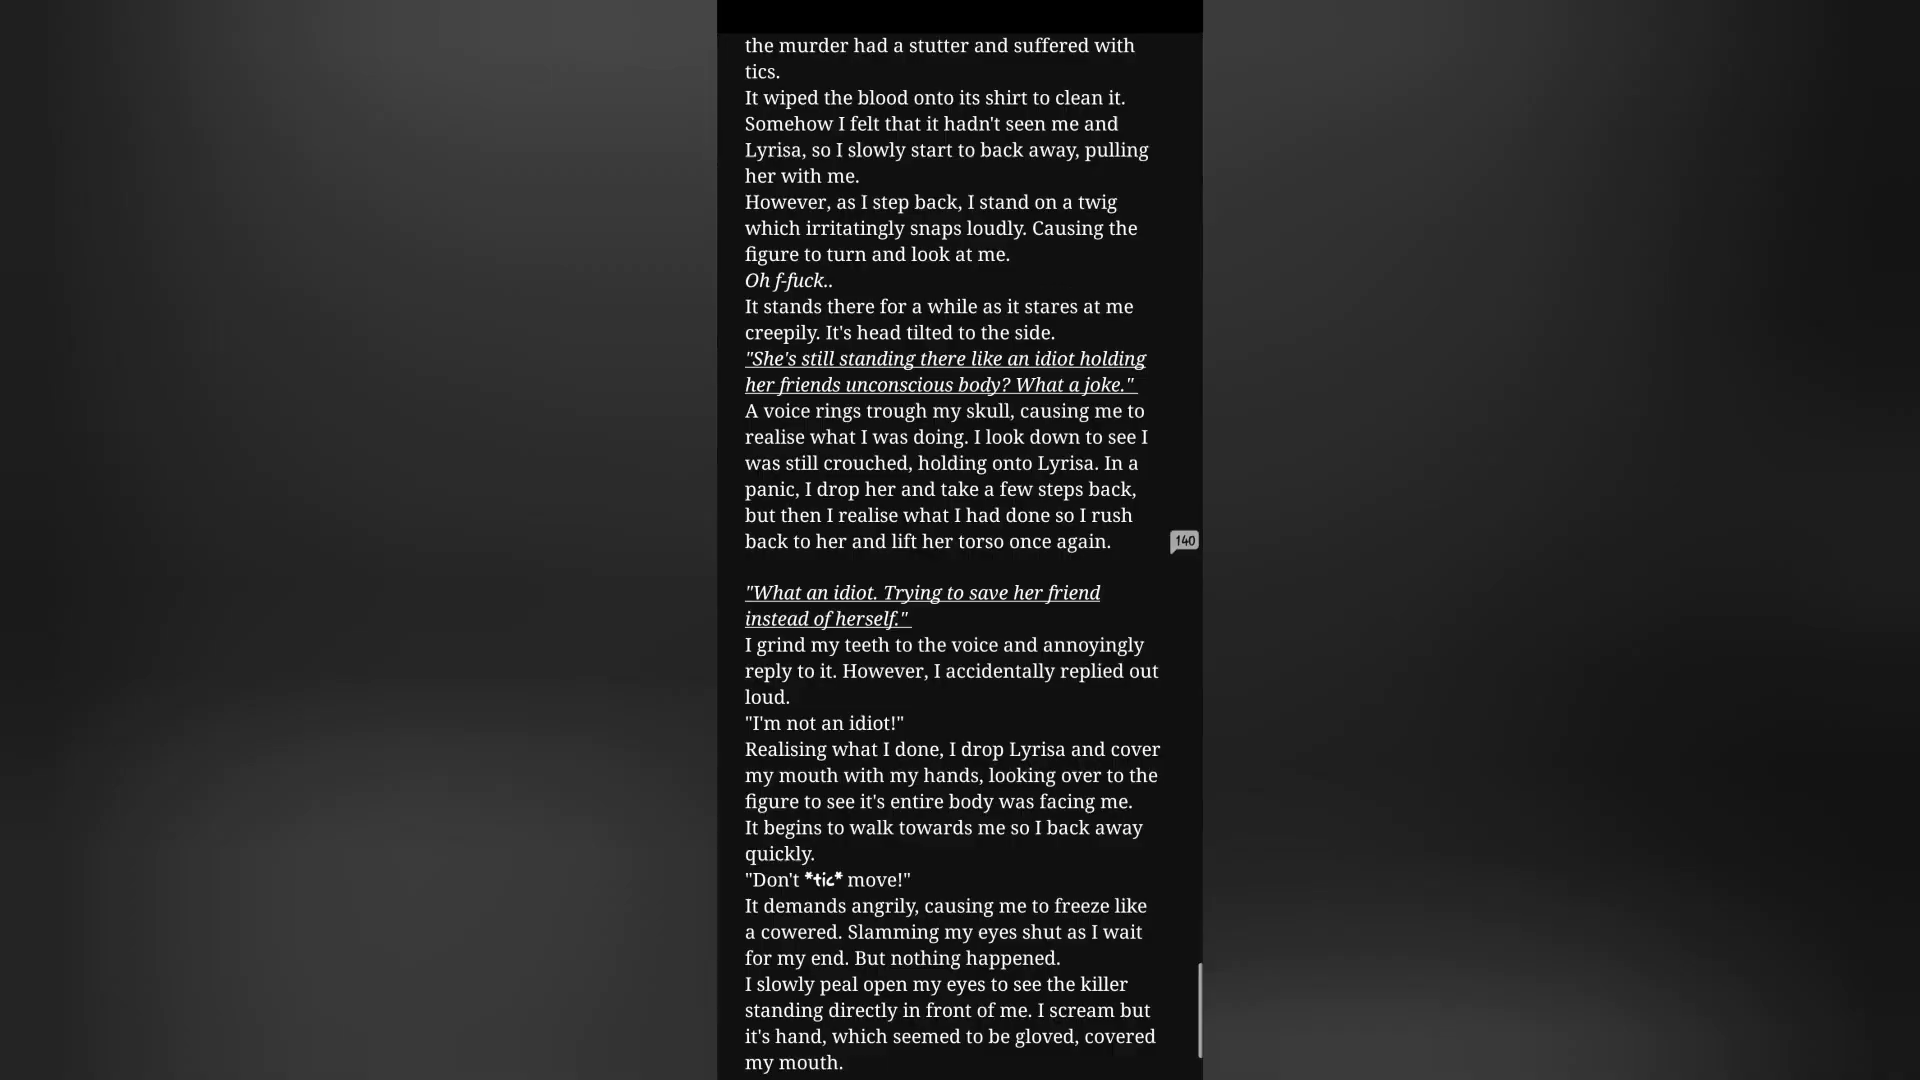 the murder had a stutter and suffered with
tics.
It wiped the blood onto its shirt to clean it.
Somehow I felt that it hadn't seen me and
Lyrisa, so I slowly start to back away, pulling
her with me.
However, as I step back, I stand on a twig
which irritatingly snaps loudly. Causing the
figure to turn and look at me.
Oh f-fuck..
It stands there for a while as it stares at me
creepily. It's head tilted to the side.
"She's still standing there like an idiot holding
her friends unconscious body? What a joke."
A voice rings trough my skull, causing me to
realise what I was doing. I look down to see I
was still crouched, holding onto Lyrisa. In a
panic, I drop her and take a few steps back,
but then I realise what I had done so I rush
back to her and lift her torso once again.
140
"What an idiot. Trying to save her friend
instead of herself."
I grind my teeth to the voice and annoyingly
reply to it. However, I accidentally replied out
loud.
"I'm not an idiot!"
Realising what I done, I drop Lyrisa and cover
my mouth with my hands, looking over to the
figure to see it's entire body was facing me.
It begins to walk towards me so I back away
quickly.
"Don't *tic* move!"
It demands angrily, causing me to freeze like
a cowered. Slamming my eyes shut as I wait
for my end. But nothing happened.
I slowly peal open my eyes to see the killer
standing directly in front of me. I scream but
it's hand, which seemed to be gloved, covered
my mouth.